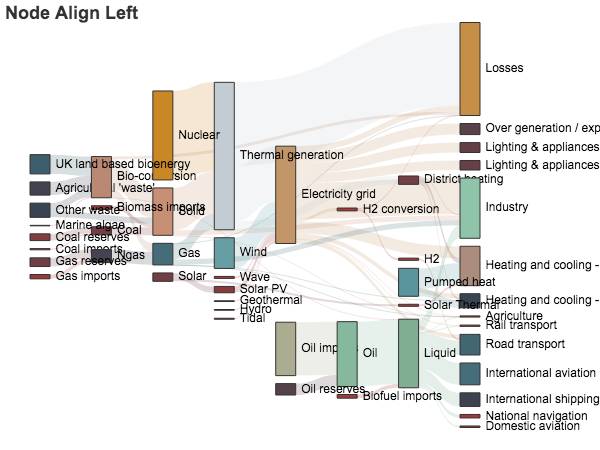 Node Align Left
Losses
Over generation / exp
Lighting & appliances
Lighting & appliances
Nuclear
Thermal generation
UK land based bioenergy
Bio-conversion
Electricity grid
District heating
Agricul al 'waste'
Other waste
Biomass imports
Solid
H2 conversion
Industry
Marine algae
Coal reserves
Coal
Coal imports
Ngas
Gas
Wind
H2
Heating and cooling -
Gas reserves
Gas imports
Solar
Wave
Solar PV
Pumped heat
Geothermal
Hydro
Tidal
Solar Thermal
Heating and cooling -
Agriculture
Rail transport
Oil imp
Oil
Liquid
Road transport
International aviation
Oil reserves
Biofuel imports
International shipping
National navigation
Domestic aviation